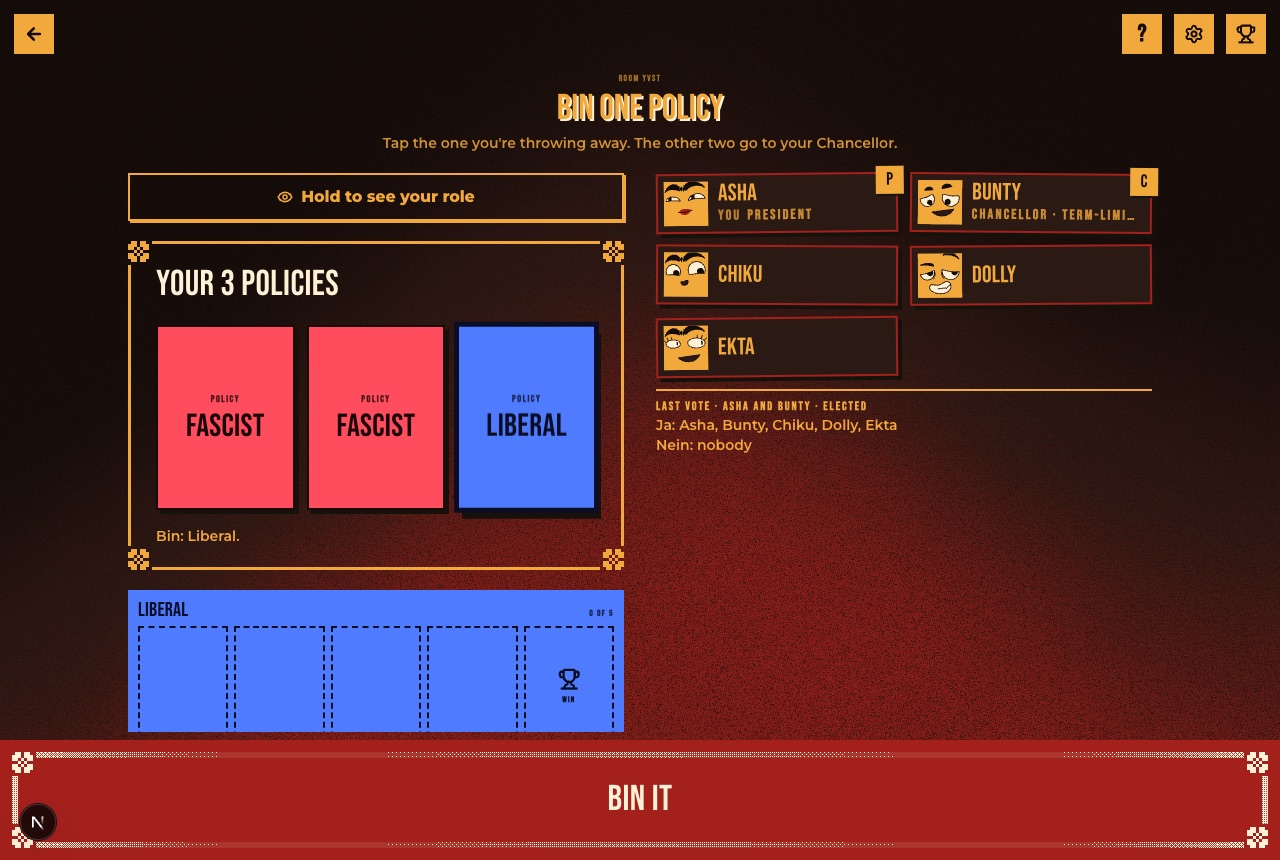 ?
ROOM YVST
BIN ONE POLICY
Tap the one you're throwing away. The other two go to your Chancellor.
Hold to see your role
YOUR 3 POLICIES
POLICY
FASCIST
POLICY
FASCIST
POLICY
LIBERAL
Bin: Liberal.
LIBERAL
0 OF 5
WIN
ASHA
YOU PRESIDENT
P
BUNTY
CHANCELLOR · TERM-LIMI…
C
CHIKU
DOLLY
EKTA
LAST VOTE · ASHA AND BUNTY · ELECTED
Ja: Asha, Bunty, Chiku, Dolly, Ekta
Nein: nobody
BIN IT
N